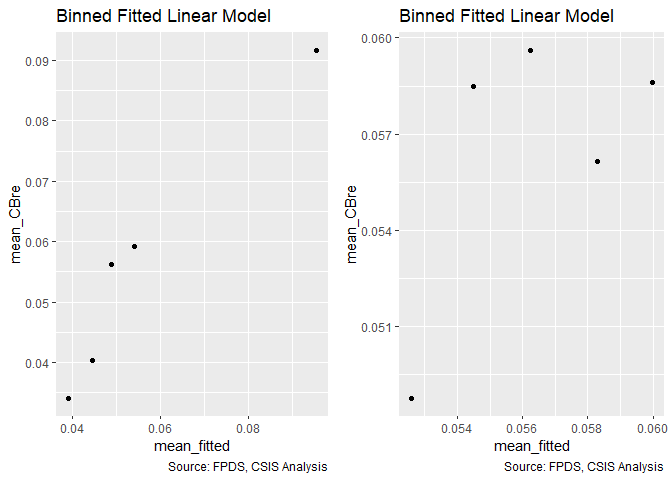 Binned Fitted Linear Model
mean_CBre
0.09
0.08
0.07
0.06
0.05
0.04
0.04
0.06
0.08
mean_fitted
Source: FPDS, CSIS Analysis
Binned Fitted Linear Model
mean_CBre
0.060
0.057
0.054
0.051
0.054
0.056
0.058
0.060
mean_fitted
Source: FPDS, CSIS Analysis